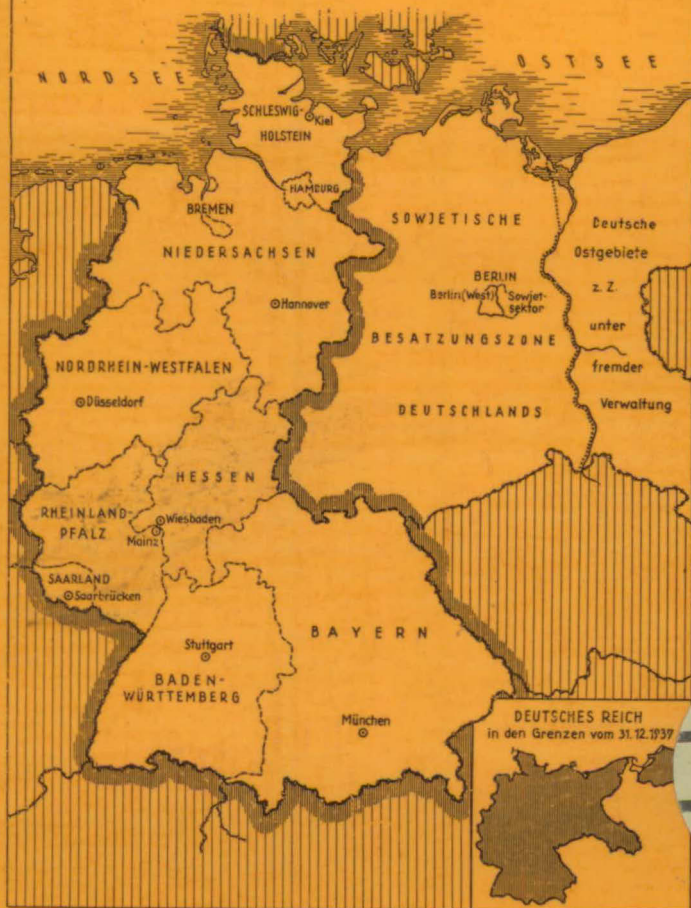 NORDSEE
OSTSEE
SCHLESWIG-
Kiel
HOLSTEIN
HAMBURG
BREMEN
NIEDERSACHSEN
Hannover
SOWJETISCHE
BERLIN
Berlin (West)
Sowjet-
sektor
BESATZUNGSZONE
DEUTSCHLANDS
Deutsche
Ostgebiete
z. Z.
unter
fremder
Verwaltung
NORDRHEIN-WESTFALEN
Düsseldorf
HESSEN
RHEINLAND-
PFALZ
Wiesbaden
Mainz
SAARLAND
Saarbrücken
Stuttgart
BADEN-
WÜRTTEMBERG
BAYERN
München
DEUTSCHES REICH
in den Grenzen vom 31.12.1937